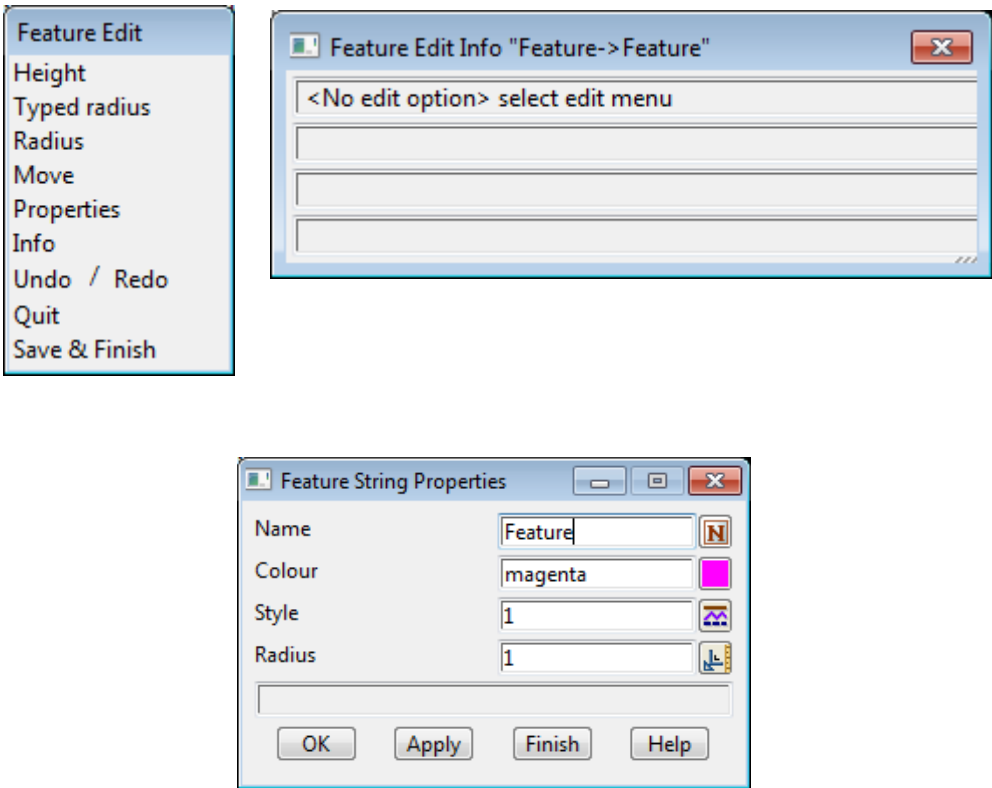 Feature Edit
Height
Typed radius
Radius
Move
Properties
Info
Undo / Redo
Quit
Save & Finish
Feature Edit Info "Feature->Feature"
<No edit option> select edit menu
Feature String Properties
Name Feature N
Colour magenta
Style 1
Radius 1
OK Apply Finish Help